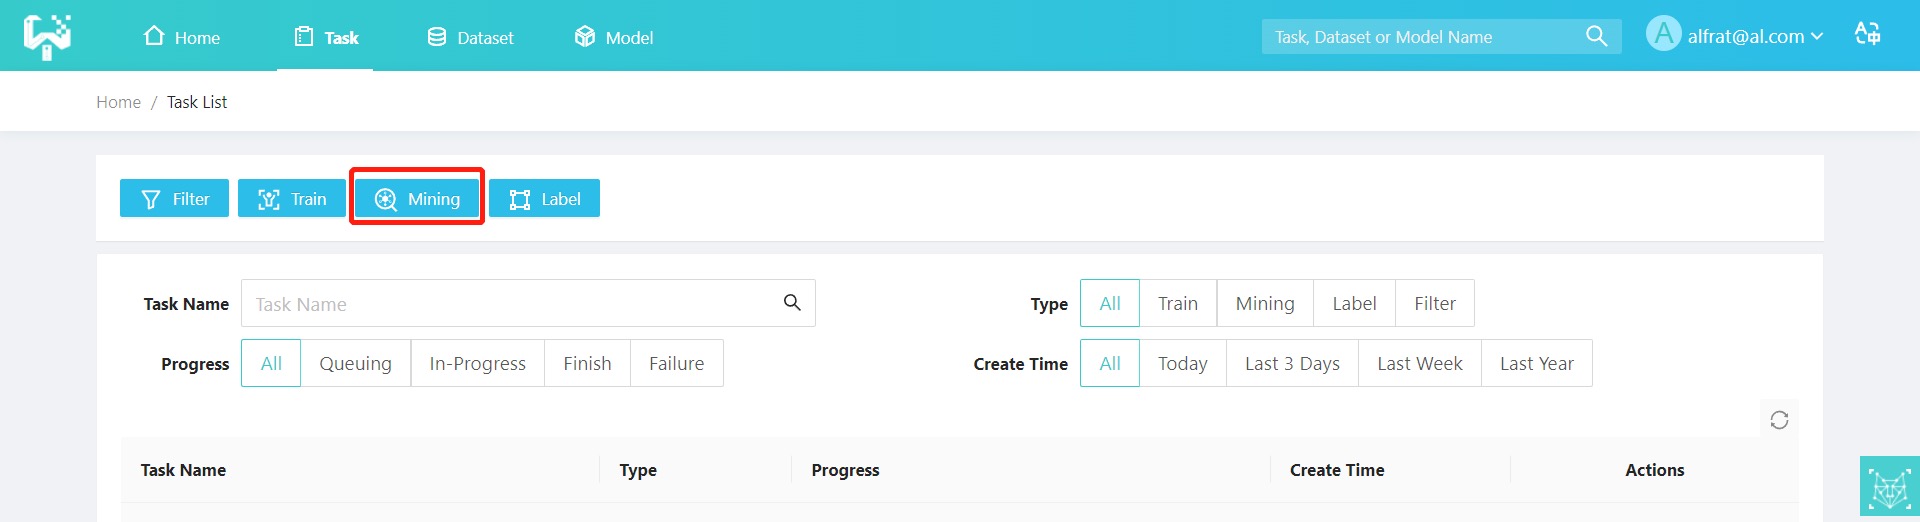 Home Task Dataset Model Task, Dataset or Model Name A alfrat@al.com A中
Home / Task List
Filter Train Mining Label
Task Name Task Name Type All Train Mining Label Filter
Progress All Queuing In-Progress Finish Failure Create Time All Today Last 3 Days Last Week Last Year
Task Name Type Progress Create Time Actions